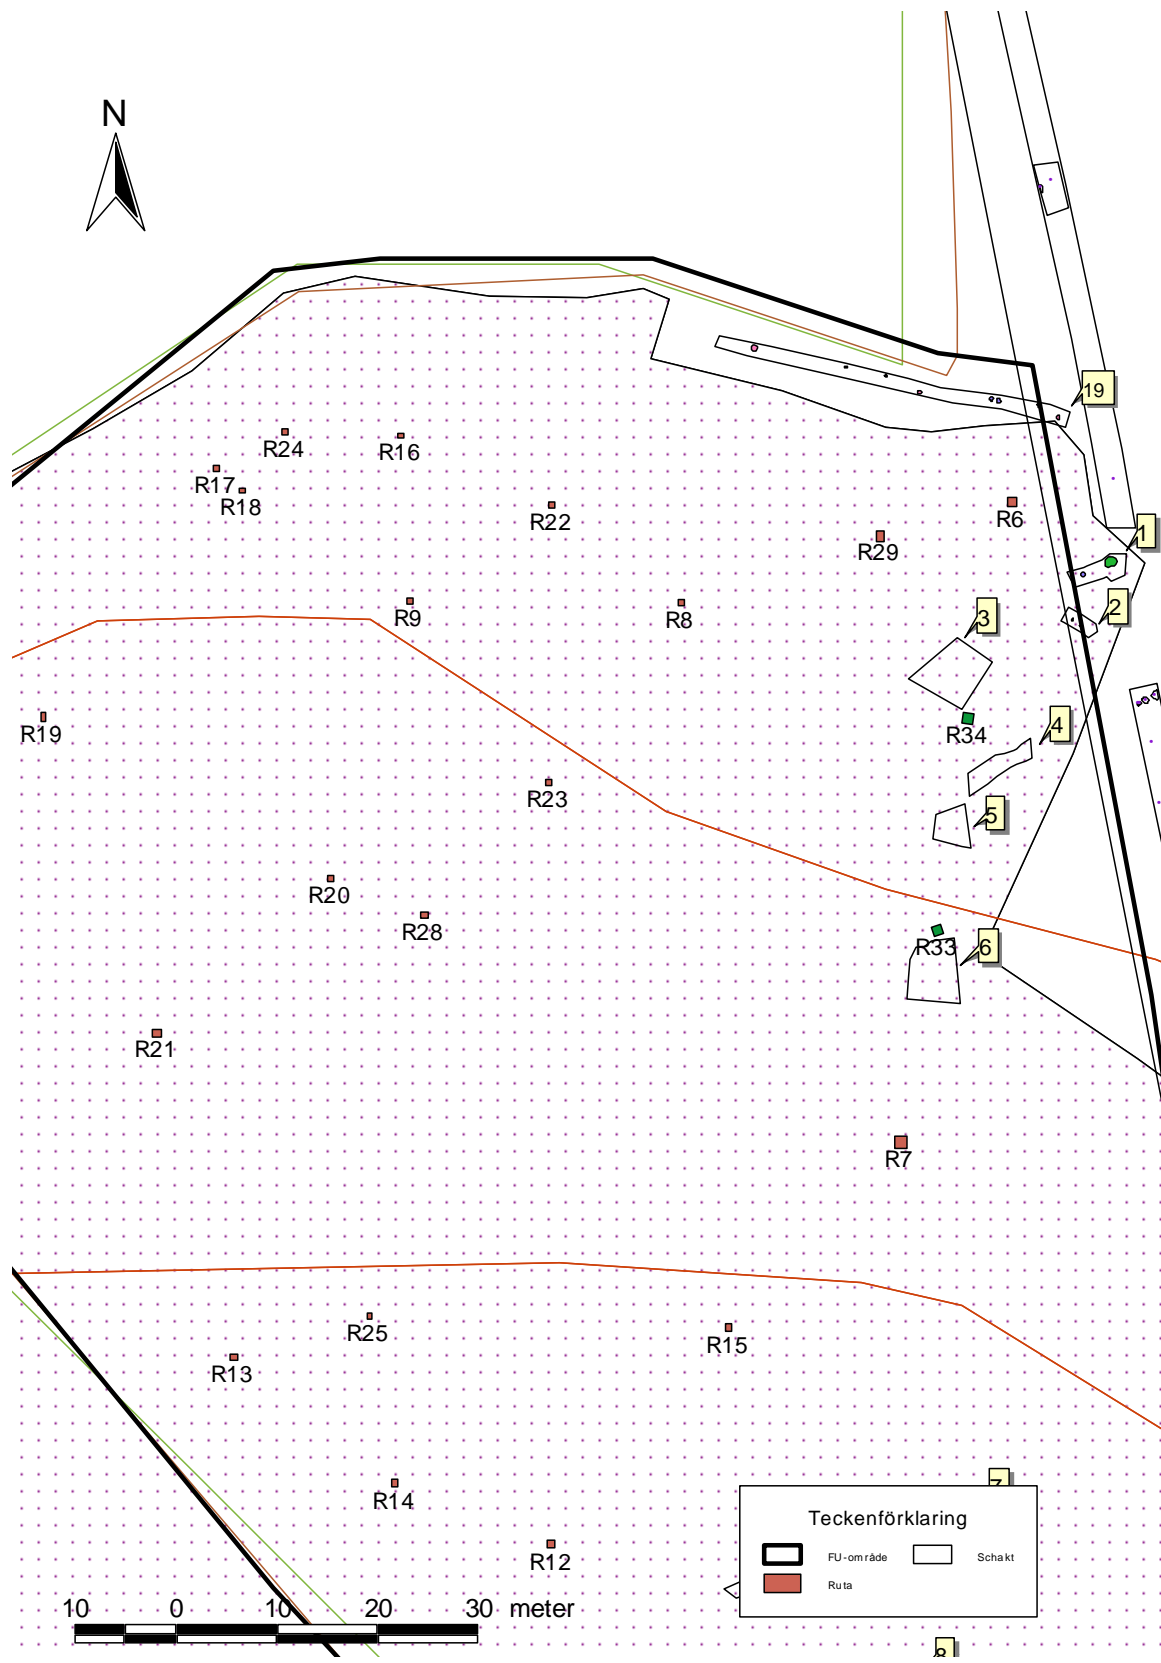 N
19
R24
R16
R17
R18
R22
R6
R29
1
2
R9
R8
3
R19
R34
4
R23
5
R20
R28
R33
6
R21
R7
R25
R15
R13
R14
7
R12
Teckenförklaring
FU-område
Schakt
Ruta
10 0 10 20 30 meter
8